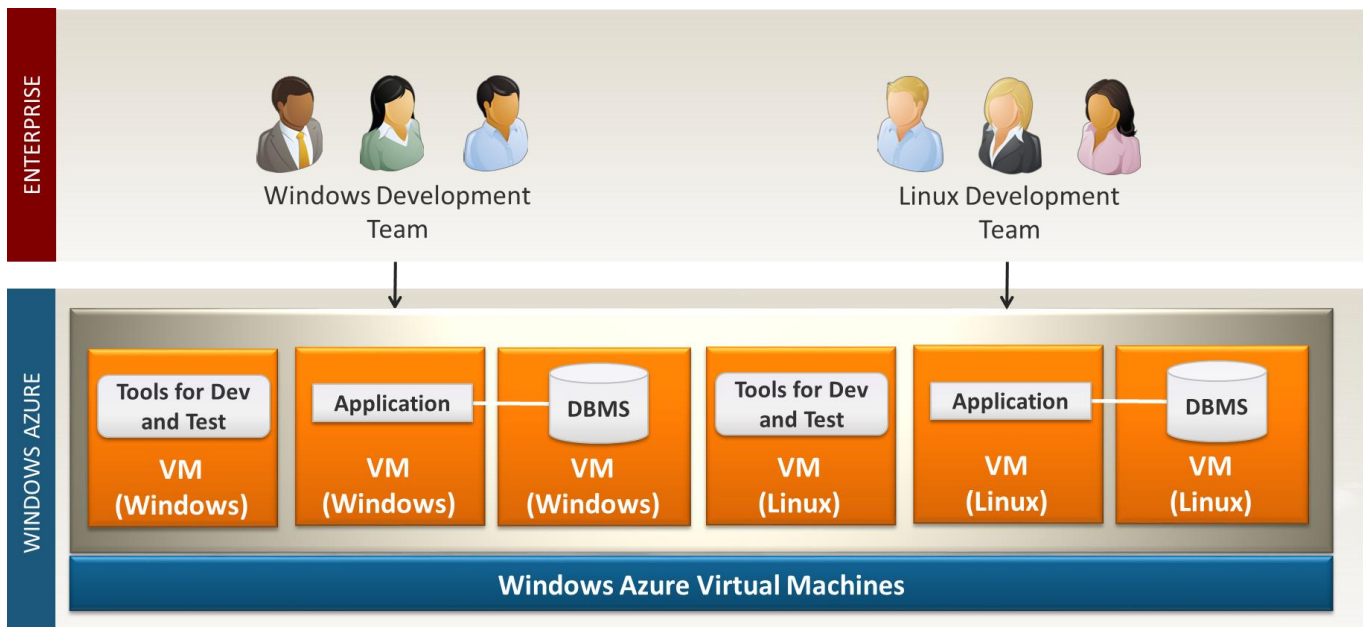 ENTERPRISE
Windows Development
Team
Linux Development
Team
WINDOWS AZURE
Tools for Dev
and Test
VM
(Windows)
Application
VM
(Windows)
DBMS
VM
(Windows)
Tools for Dev
and Test
VM
(Linux)
Application
VM
(Linux)
DBMS
VM
(Linux)
Windows Azure Virtual Machines